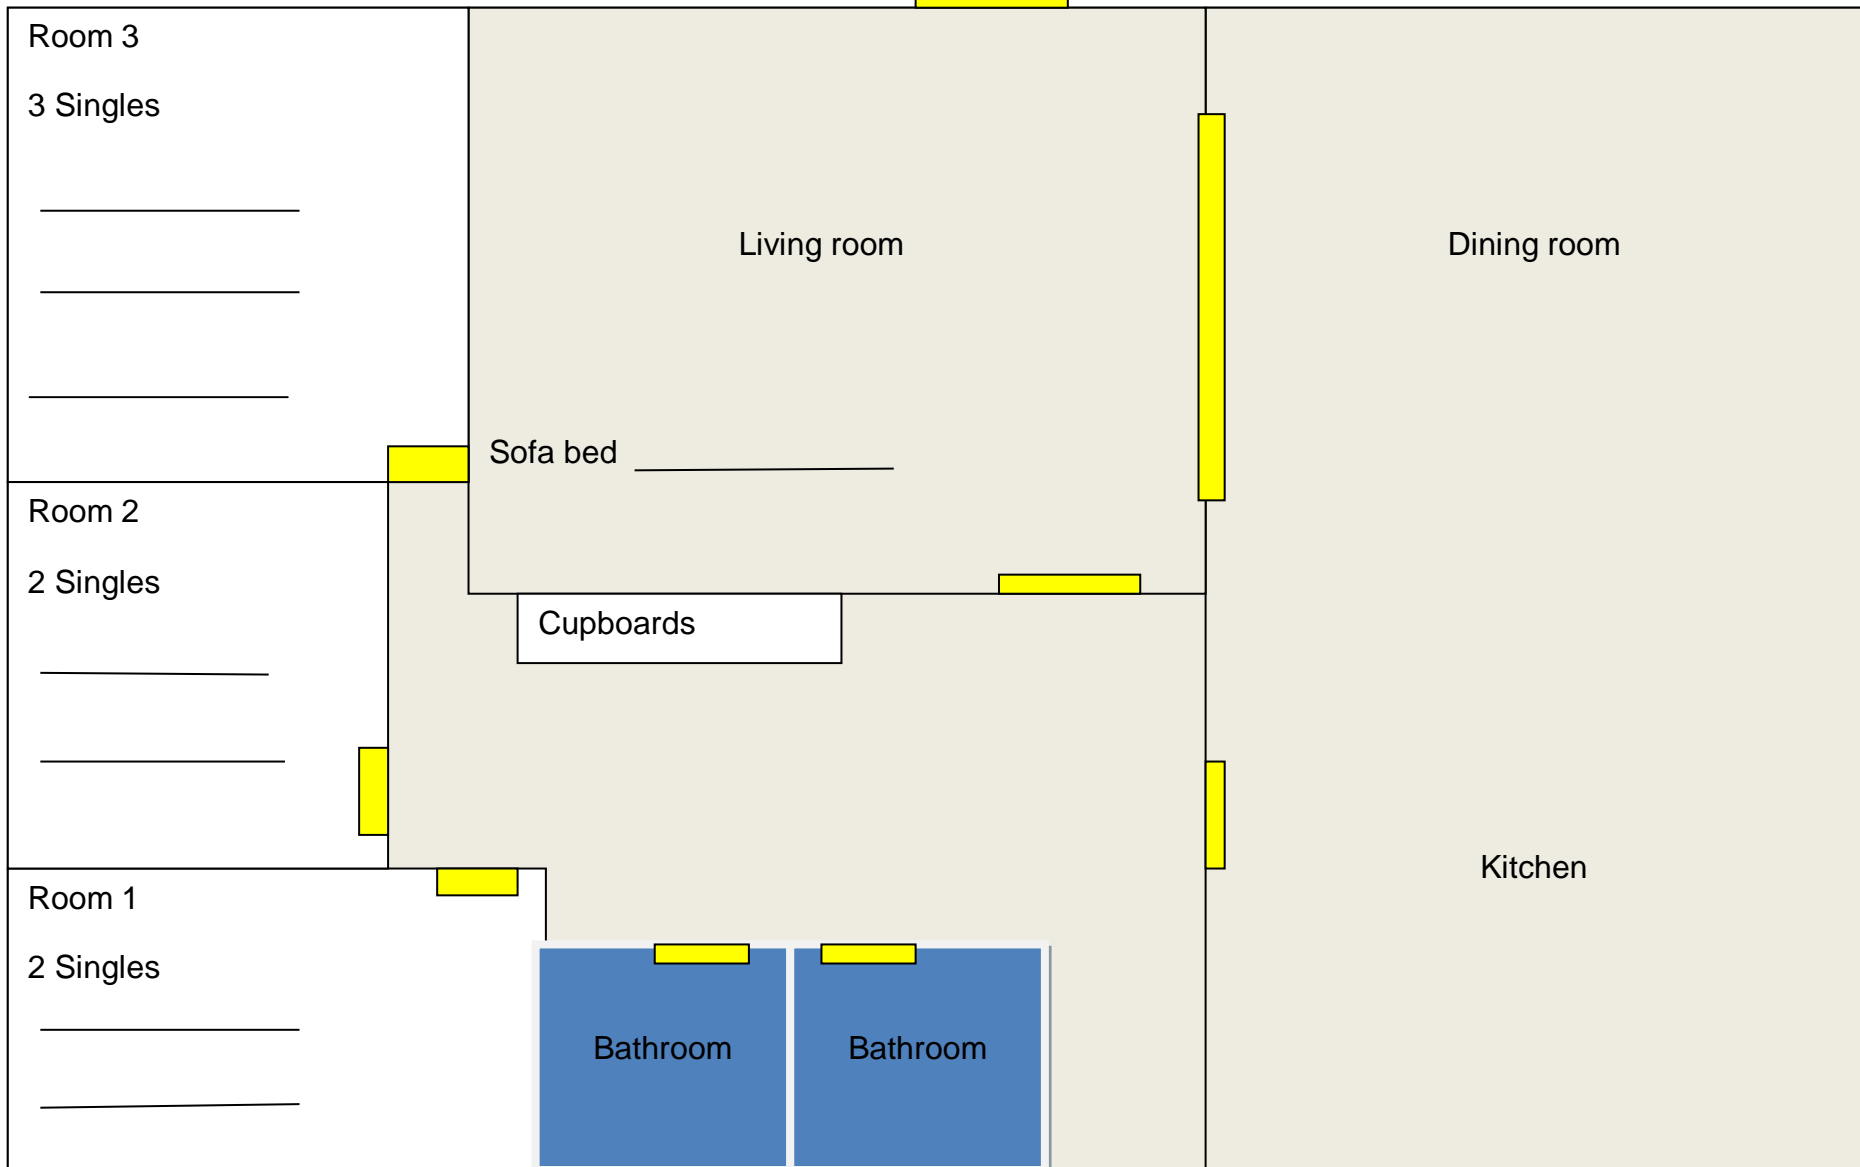 Room 3
3 Singles
Living room
Dining room
Sofa bed
Room 2
2 Singles
Cupboards
Kitchen
Room 1
2 Singles
Bathroom
Bathroom